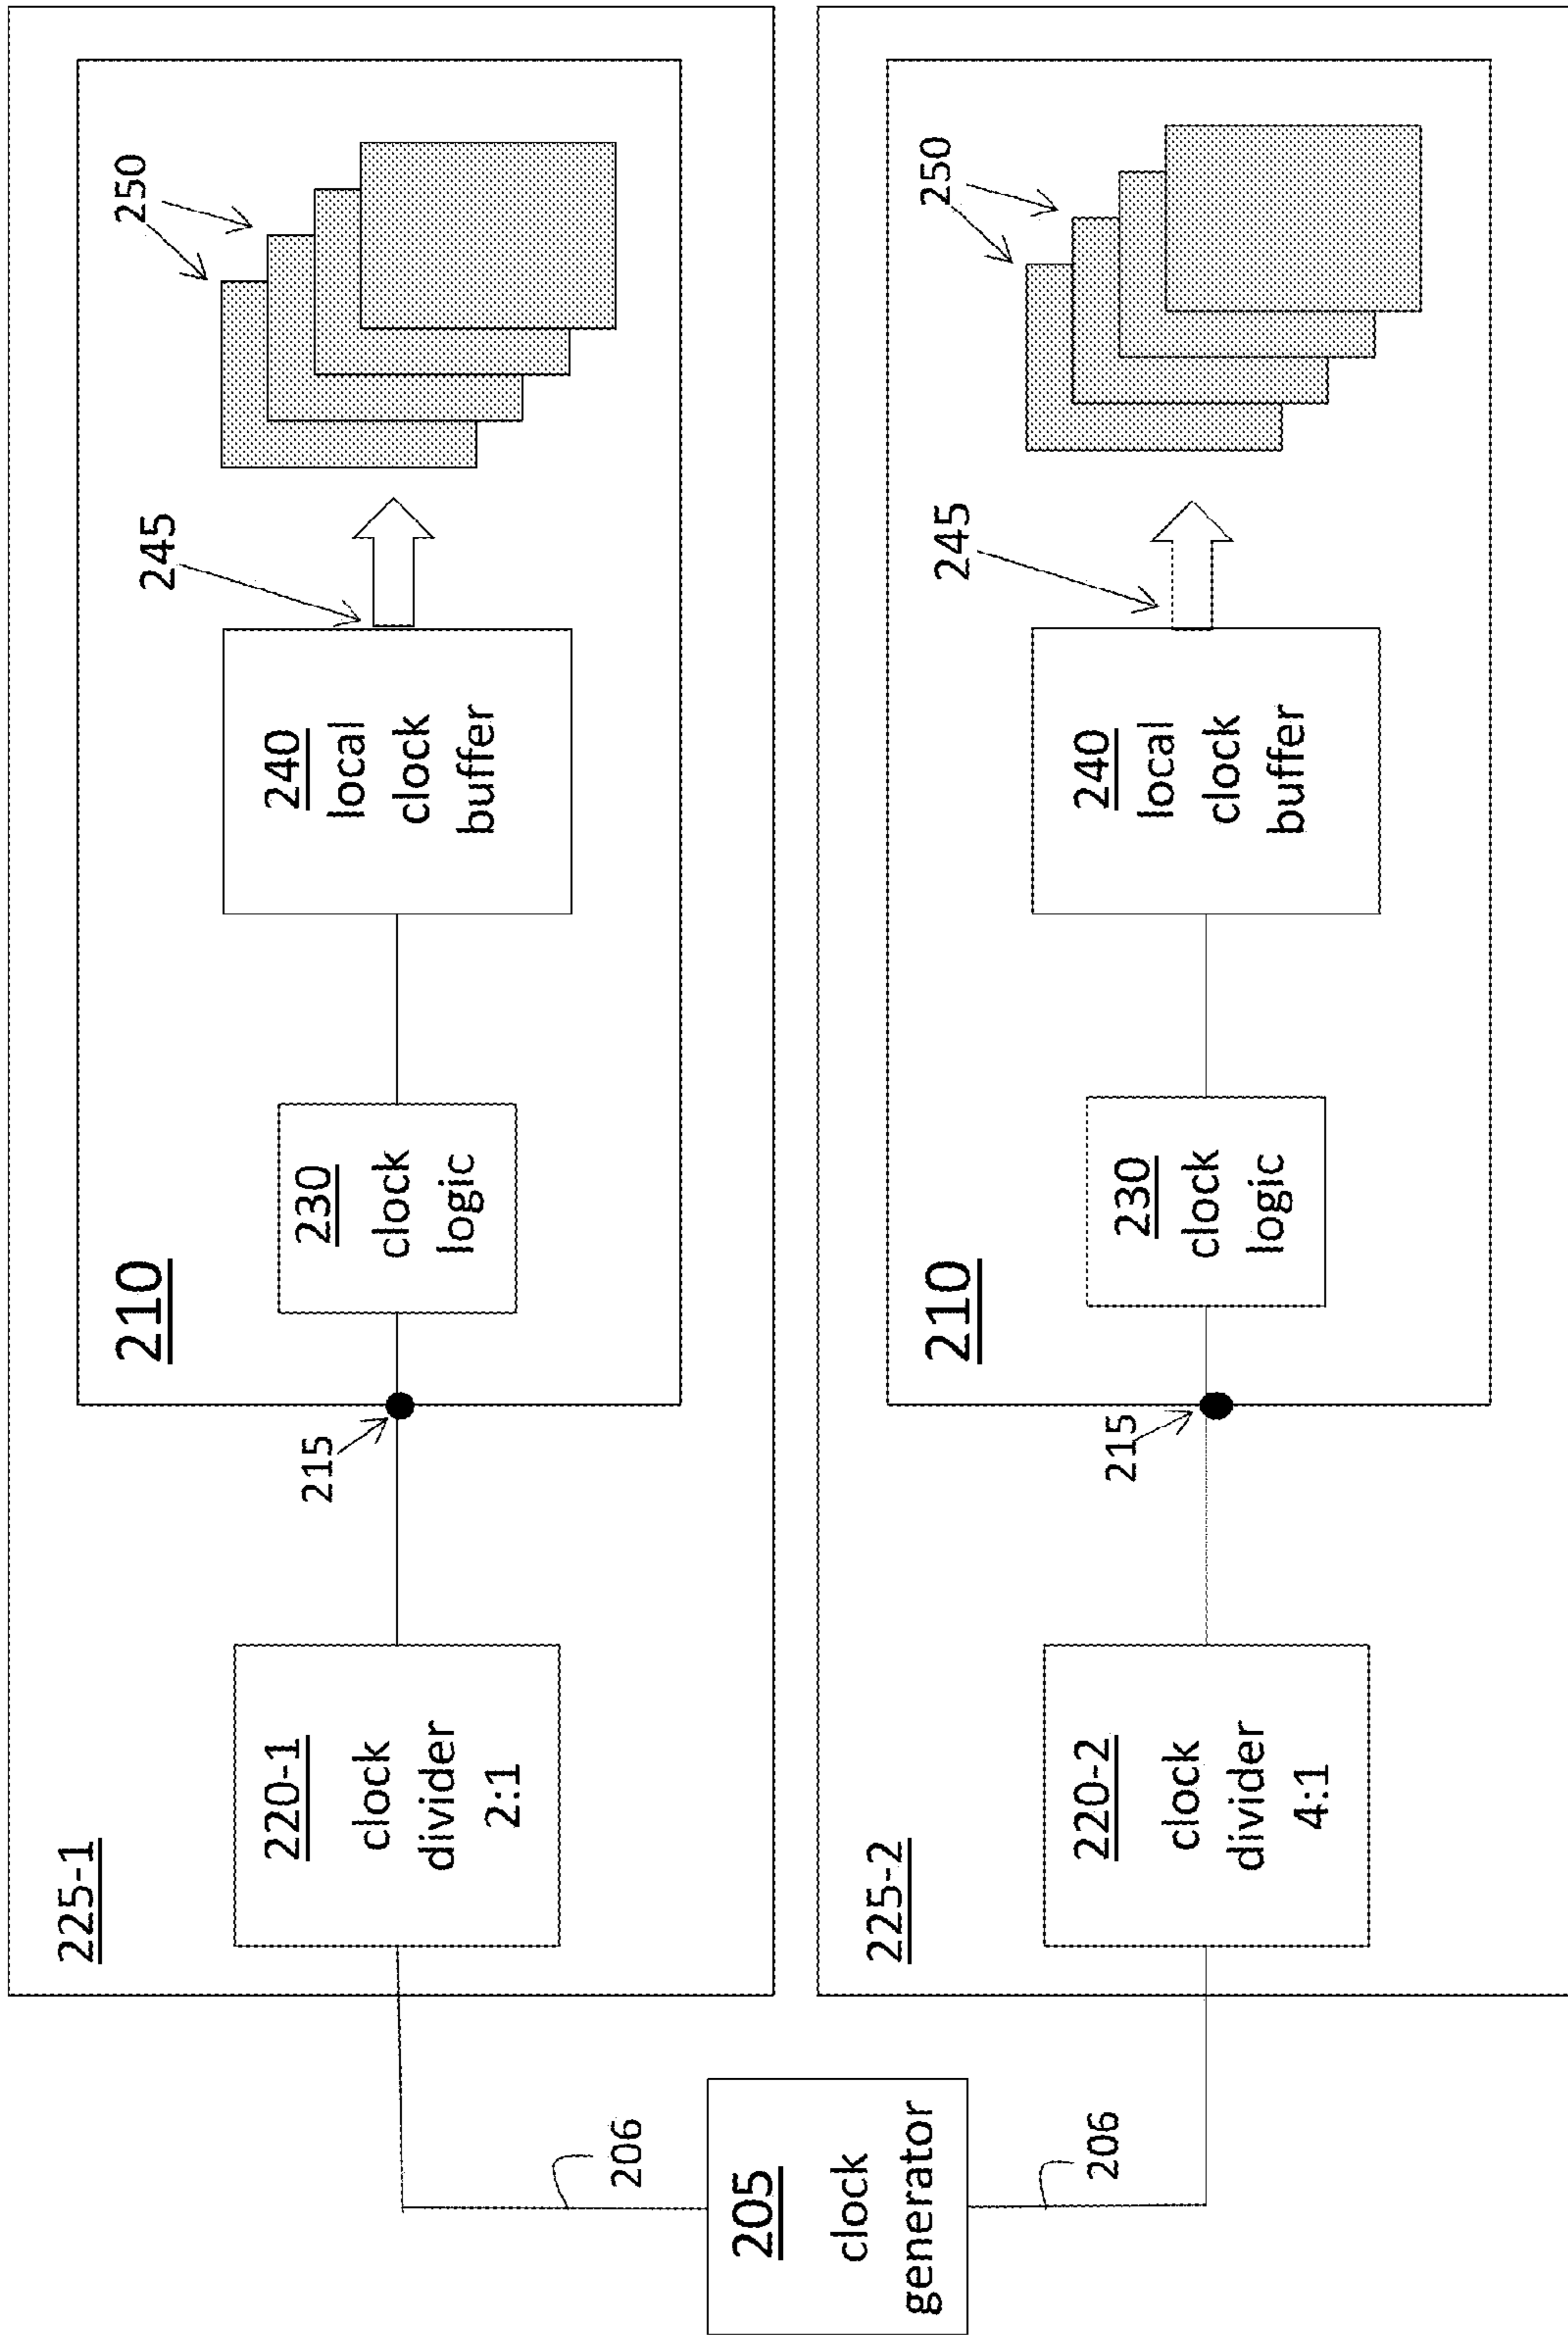 225-1
220-1
clock
divider
2:1
215
210
230
clock
logic
240
local
clock
buffer
245
250
205
clock
generator
206
206
225-2
220-2
clock
divider
4:1
215
210
230
clock
logic
240
local
clock
buffer
245
250